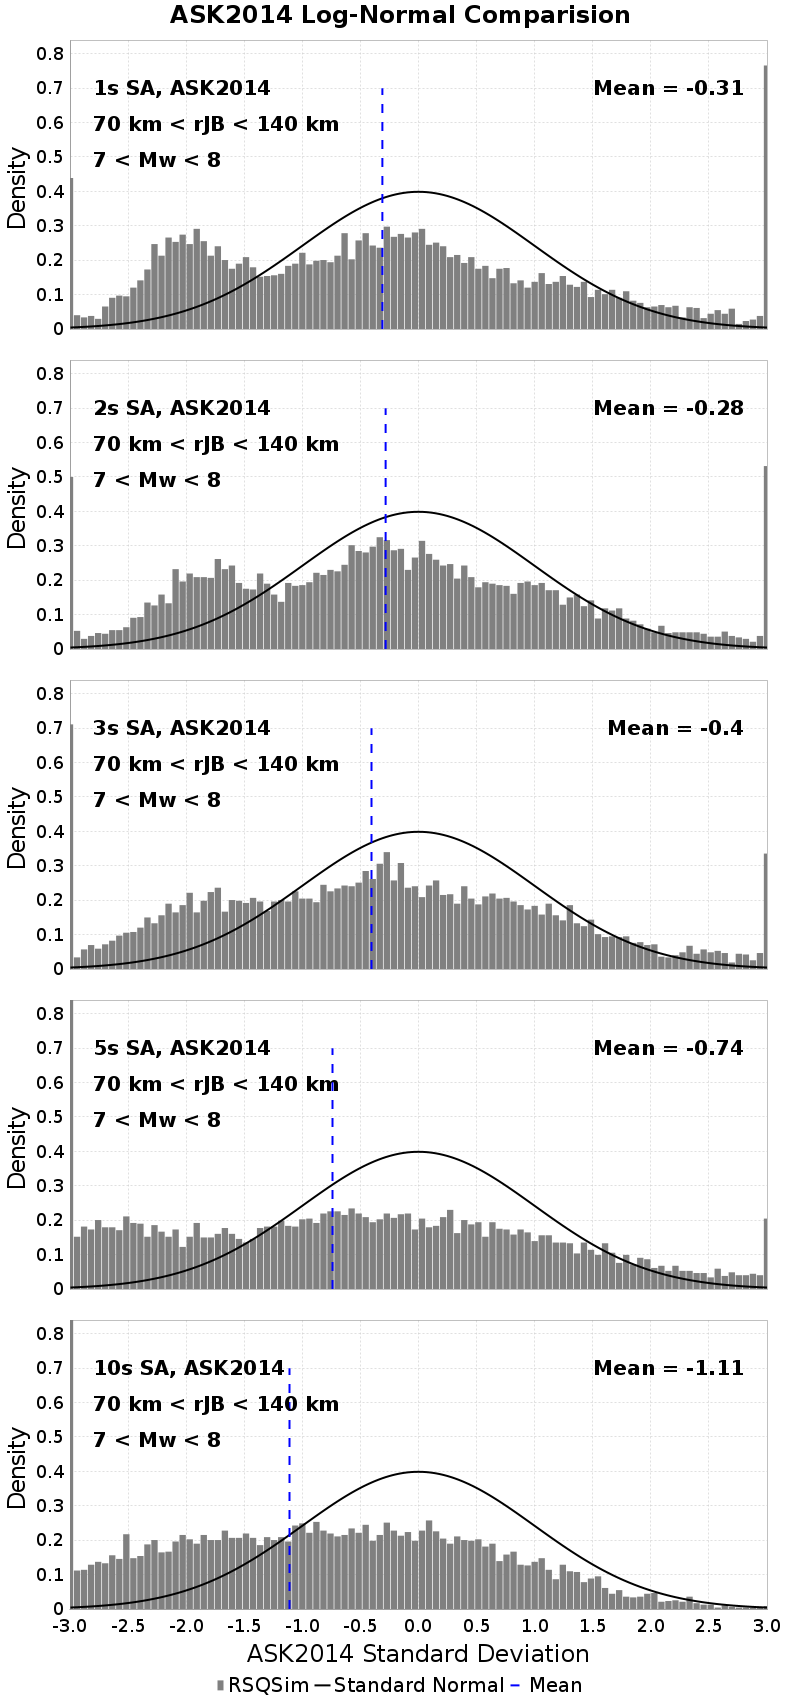 ASK2014 Log-Normal Comparision
0.8
0.7
0.6
0.5
0.4
0.3
0.2
0.1
0
Density
1s SA, ASK2014
Mean = -0.31
70 km < rJB < 140 km
7 < Mw < 8
0.8
0.7
0.6
0.5
0.4
0.3
0.2
0.1
0
Density
2s SA, ASK2014
Mean = -0.28
70 km < rJB < 140 km
7 < Mw < 8
0.8
0.7
0.6
0.5
0.4
0.3
0.2
0.1
0
Density
3s SA, ASK2014
Mean = -0.4
70 km < rJB < 140 km
7 < Mw < 8
0.8
0.7
0.6
0.5
0.4
0.3
0.2
0.1
0
Density
5s SA, ASK2014
Mean = -0.74
70 km < rJB < 140 km
7 < Mw < 8
0.8
0.7
0.6
0.5
0.4
0.3
0.2
0.1
0
Density
10s SA, ASK2014
Mean = -1.11
70 km < rJB < 140 km
7 < Mw < 8
-3.0 -2.5 -2.0 -1.5 -1.0 -0.5 0.0 0.5 1.0 1.5 2.0 2.5 3.0
ASK2014 Standard Deviation
RSQSim Standard Normal Mean